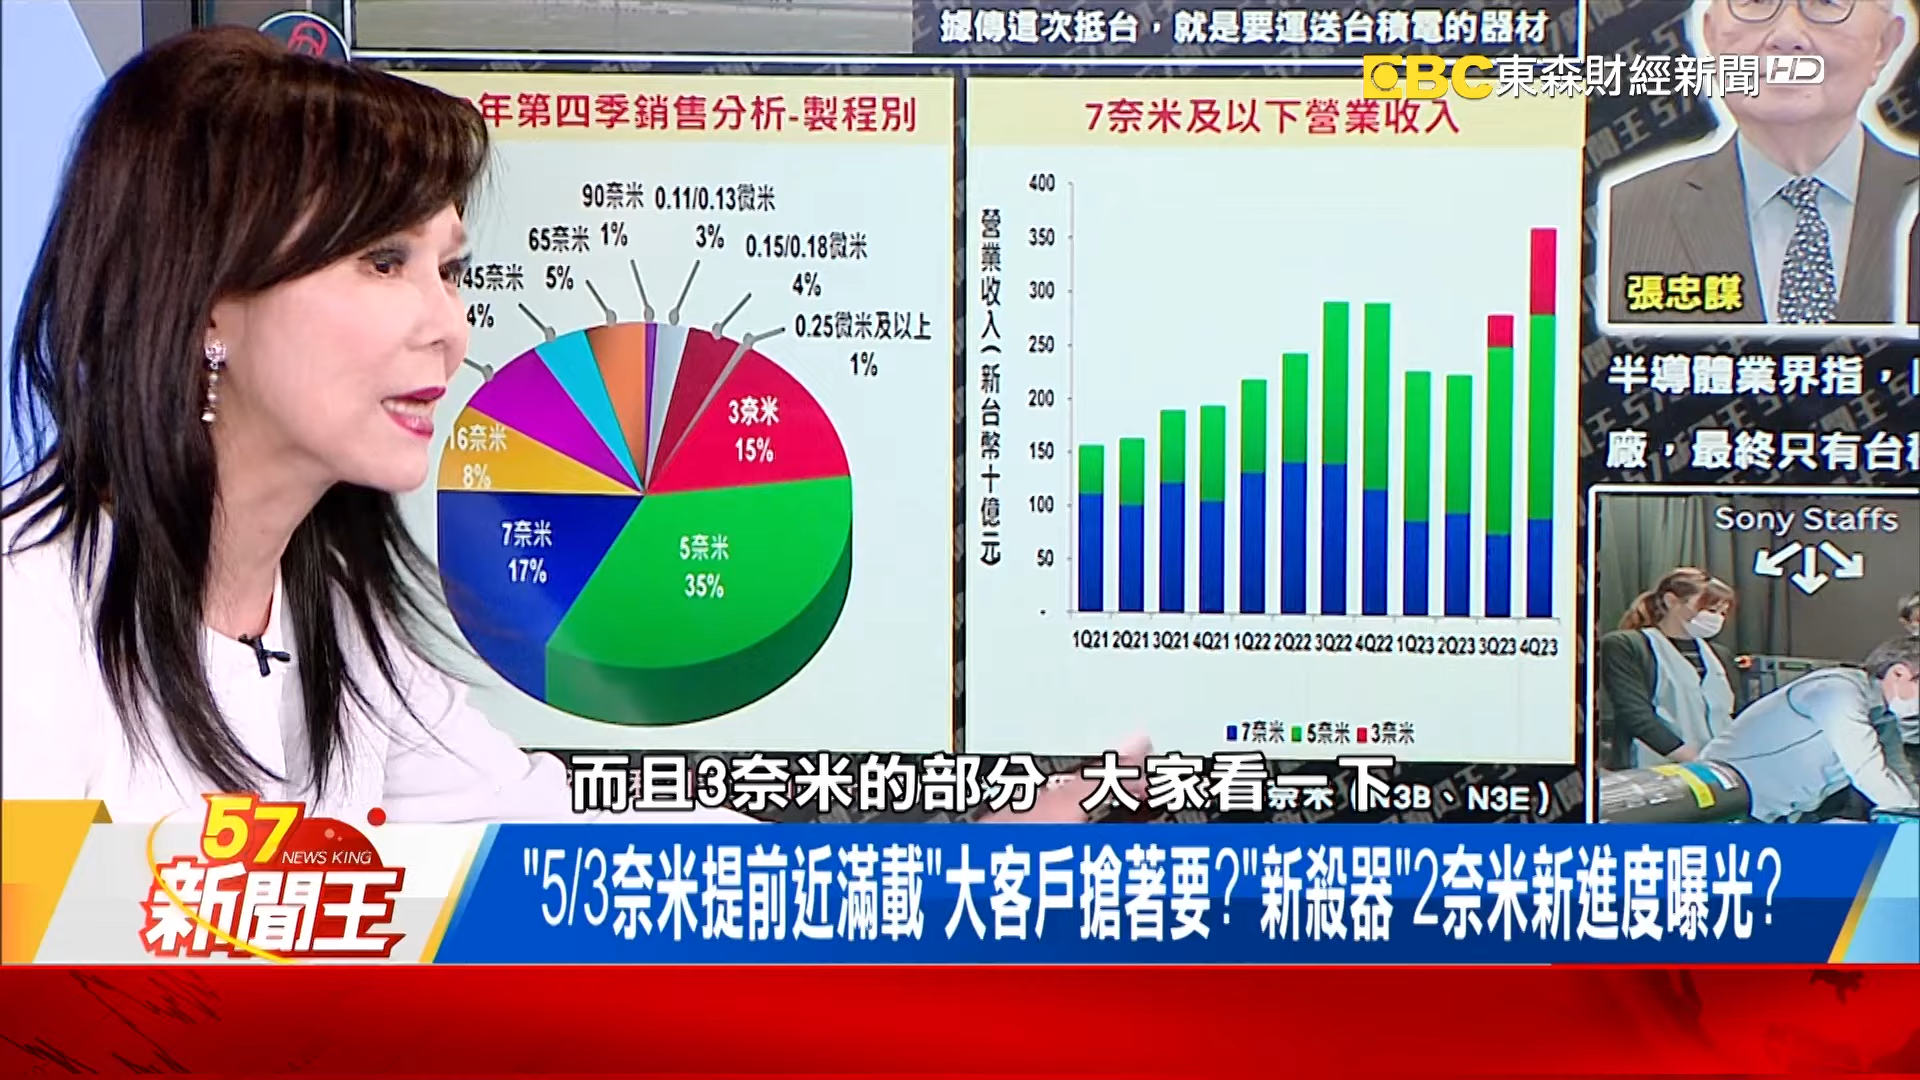 據傳這次抵台，就是要運送台積電的器材
EBC東森財經新聞HD
年第四季銷售分析-製程別
90奈米
1%
0.11/0.13微米
3%
65奈米
5%
0.15/0.18微米
4%
/45奈米
4%
0.25微米及以上
1%
3奈米
15%
16奈米
8%
7奈米
17%
5奈米
35%
7奈米及以下營業收入
營業收入(新台幣十億元)
400
350
300
250
200
150
100
50
-
1Q21 2Q21 3Q21 4Q21 1Q22 2Q22 3Q22 4Q22 1Q23 2Q23 3Q23 4Q23
7奈米 5奈米 3奈米
張忠謀
半導體業界指，
廠，最終只有台積
Sony Staffs
奈米（N3B、N3E）
而且3奈米的部分 大家看一下
57
NEWS KING
新聞王
"5/3奈米提前近滿載"大客戶搶著要?"新殺器"2奈米新進度曝光?